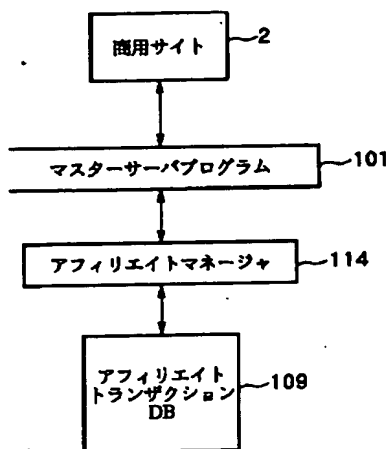 商用サイト
2
マスターサーバプログラム
101
アフィリエイトマネージャ
114
アフィリエイト
トランザクション
DB
109